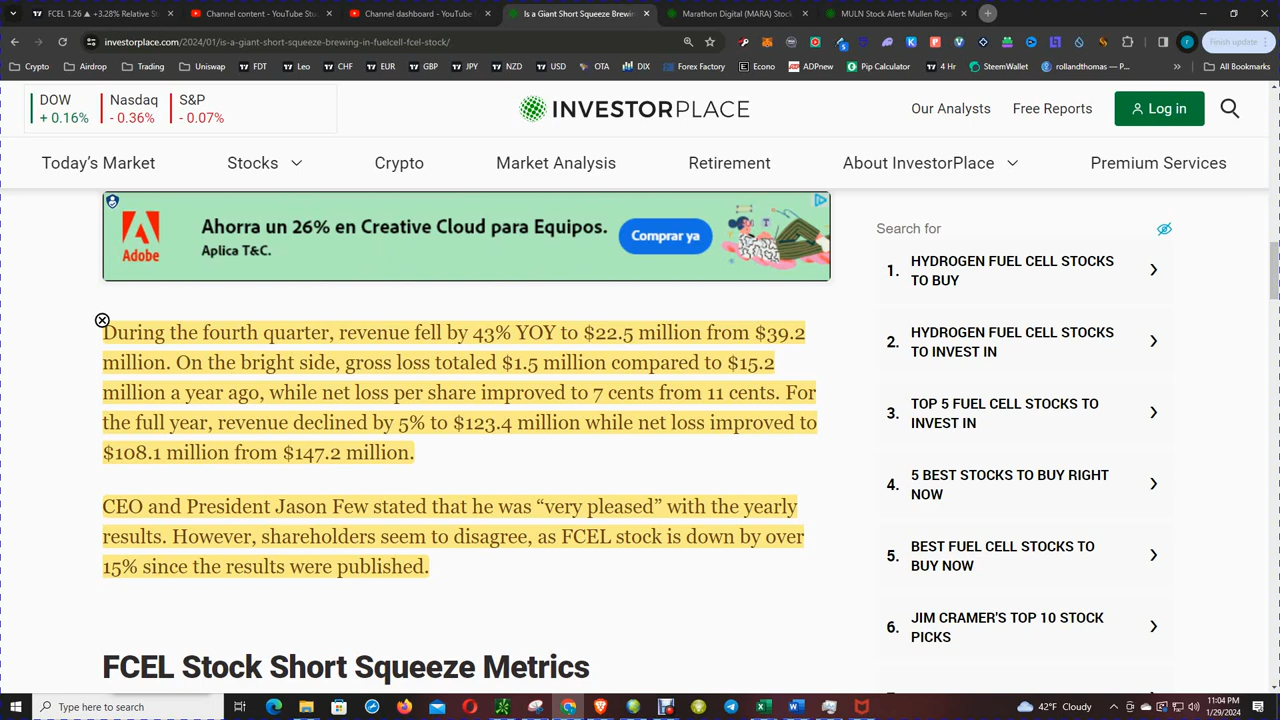 FCEL 1.26 ▲ +3.28% Relative S
Channel content - YouTube Stu
Channel dashboard - YouTube
Is a Giant Short Squeeze Brewin
Marathon Digital (MARA) Stock
MULN Stock Alert: Mullen Rega
investorplace.com/2024/01/is-a-giant-short-squeeze-brewing-in-fuelcell-fcel-stock/
Finish update
Crypto
Airdrop
Trading
Uniswap
FDT
Leo
CHF
EUR
GBP
JPY
NZD
USD
OTA
DIX
Forex Factory
Econo
ADPnew
Pip Calculator
4 Hr
SteemWallet
rollandthomas — P...
All Bookmarks
DOW
+ 0.16%
Nasdaq
- 0.36%
S&P
- 0.07%
INVESTORPLACE
Our Analysts
Free Reports
Log in
Today's Market
Stocks
Crypto
Market Analysis
Retirement
About InvestorPlace
Premium Services
Adobe
Ahorra un 26% en Creative Cloud para Equipos.
Aplica T&C.
Comprar ya
During the fourth quarter, revenue fell by 43% YOY to $22.5 million from $39.2
million. On the bright side, gross loss totaled $1.5 million compared to $15.2
million a year ago, while net loss per share improved to 7 cents from 11 cents. For
the full year, revenue declined by 5% to $123.4 million while net loss improved to
$108.1 million from $147.2 million.
CEO and President Jason Few stated that he was “very pleased” with the yearly
results. However, shareholders seem to disagree, as FCEL stock is down by over
15% since the results were published.
FCEL Stock Short Squeeze Metrics
Search for
1. HYDROGEN FUEL CELL STOCKS
TO BUY
2. HYDROGEN FUEL CELL STOCKS
TO INVEST IN
3. TOP 5 FUEL CELL STOCKS TO
INVEST IN
4. 5 BEST STOCKS TO BUY RIGHT
NOW
5. BEST FUEL CELL STOCKS TO
BUY NOW
6. JIM CRAMER'S TOP 10 STOCK
PICKS
Type here to search
42°F Cloudy
11:04 PM
1/29/2024